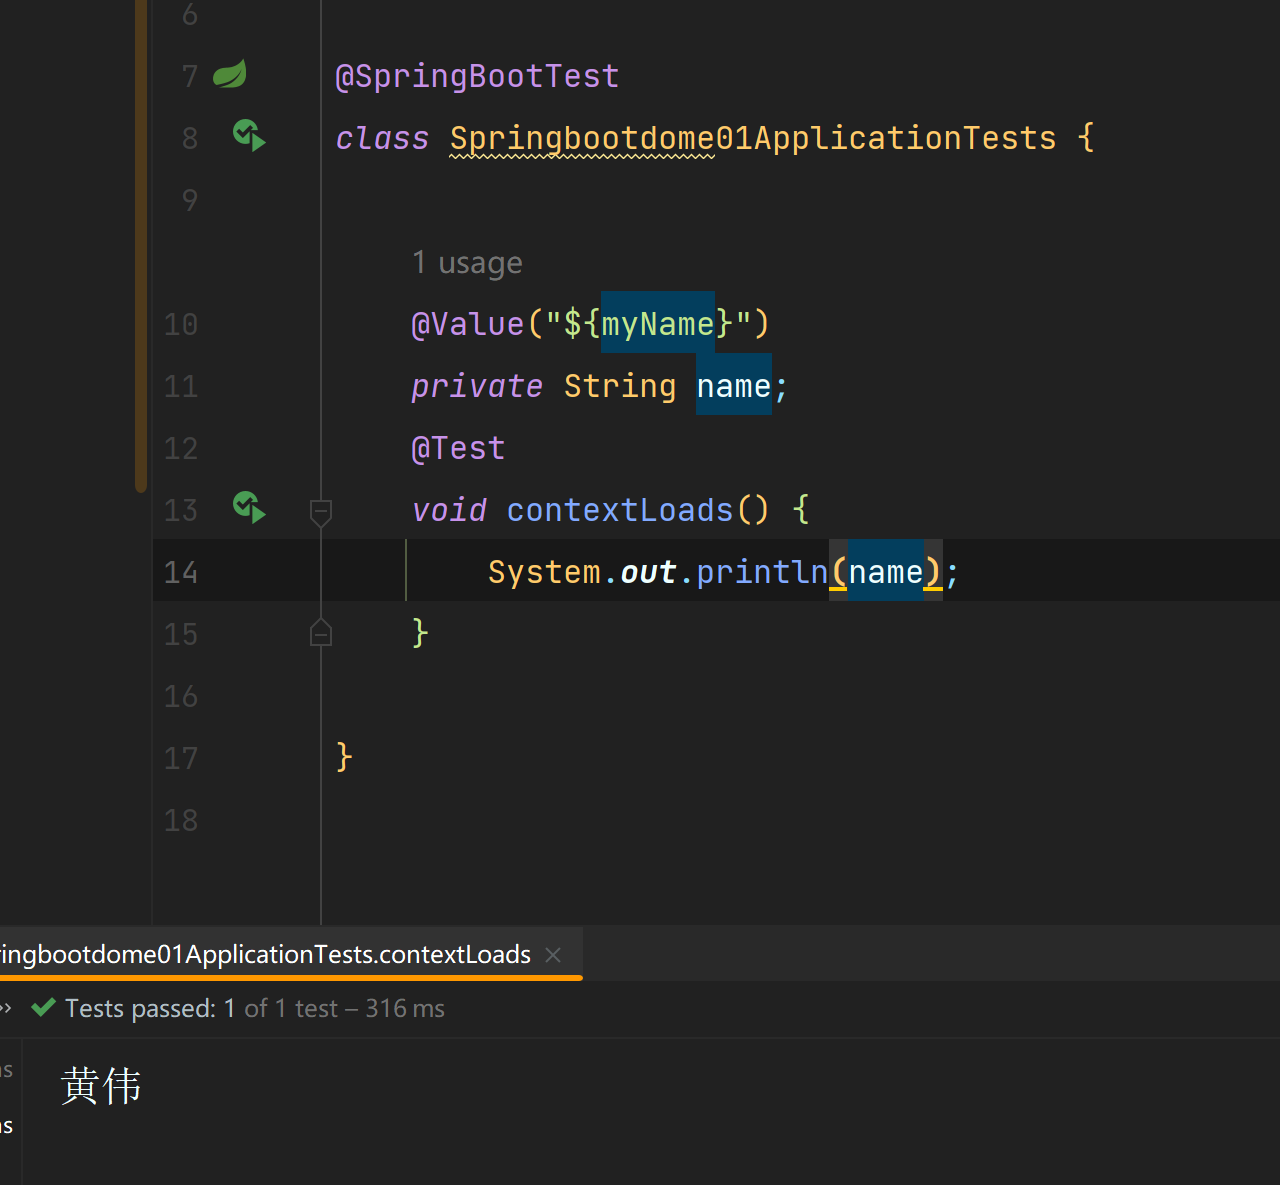 6
7 @SpringBootTest
8 class Springbootdome01ApplicationTests {
9
1 usage
10 @Value("${myName}")
11 private String name;
12 @Test
13 void contextLoads() {
14 System.out.println(name);
15 }
16
17 }
18
ringbootdome01ApplicationTests.contextLoads ×
›› Tests passed: 1 of 1 test – 316 ms
黄伟